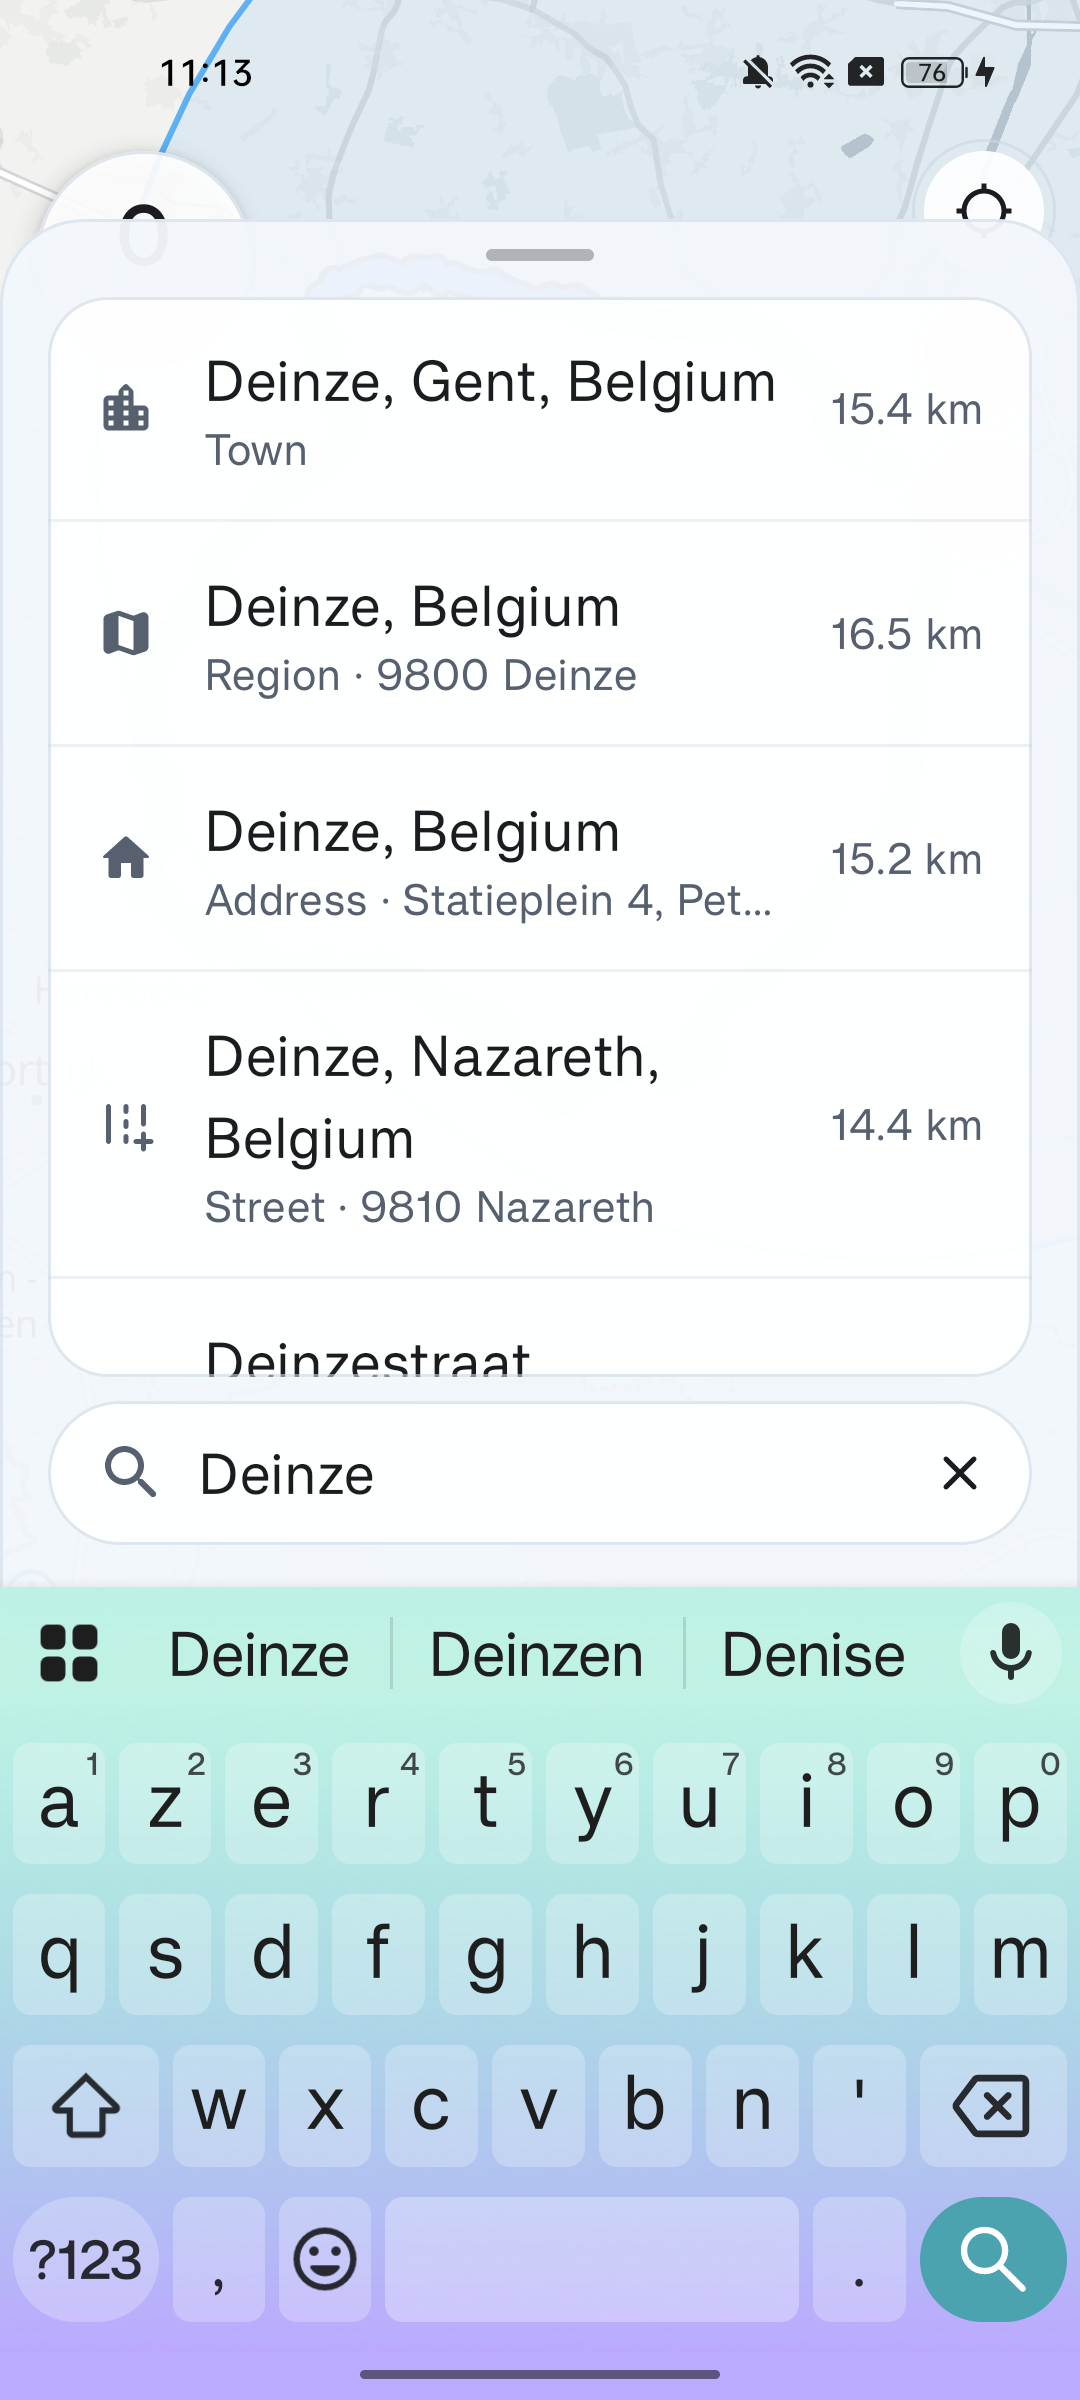 11:13
76
0
Deinze, Gent, Belgium
Town
15.4 km
Deinze, Belgium
Region · 9800 Deinze
16.5 km
Deinze, Belgium
Address · Statieplein 4, Pet...
15.2 km
Deinze, Nazareth,
Belgium
Street · 9810 Nazareth
14.4 km
Deinzestraat
Deinze
Deinze Deinzen Denise
1 2 3 4 5 6 7 8 9 0
a z e r t y u i o p
q s d f g h j k l m
w x c v b n '
?123 , .